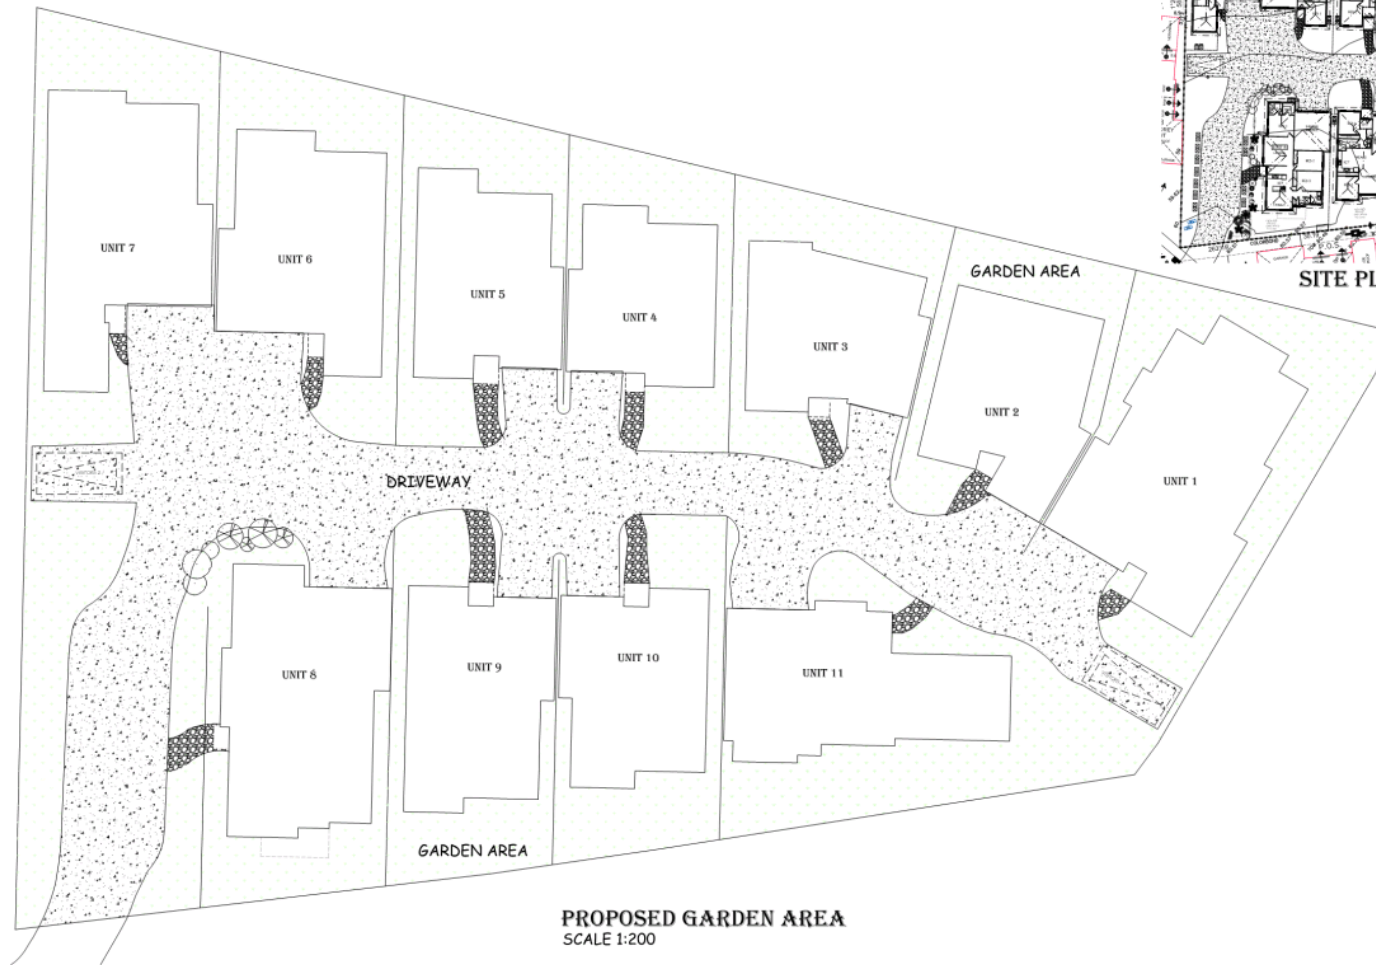 UNIT 7
UNIT 6
UNIT 5
UNIT 4
UNIT 3
GARDEN AREA
UNIT 2
UNIT 1
SITE PL
DRIVEWAY
UNIT 8
UNIT 9
UNIT 10
UNIT 11
GARDEN AREA
P.O.S
PROPOSED GARDEN AREA
SCALE 1:200